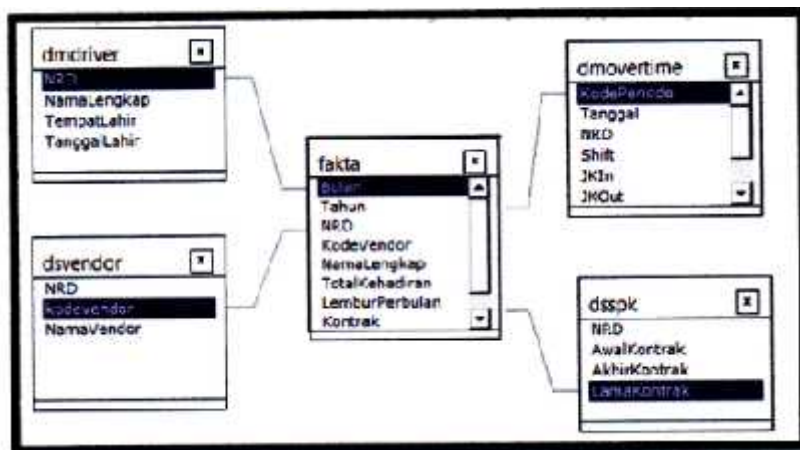 dmdriver
NRD
NamaLengkap
TempatLahir
TanggalLahir
dsvendor
NRD
KodeVendor
NamaVendor
fakta
Bulan
Tahun
NRD
KodeVendor
NamaLengkap
TotalKehadiran
LemburPerbulan
Kontrak
dmovertime
KodePeriode
Tanggal
NRD
Shift
JKIn
JKOut
dsspk
NRD
AwalKontrak
AkhirKontrak
LamaKontrak